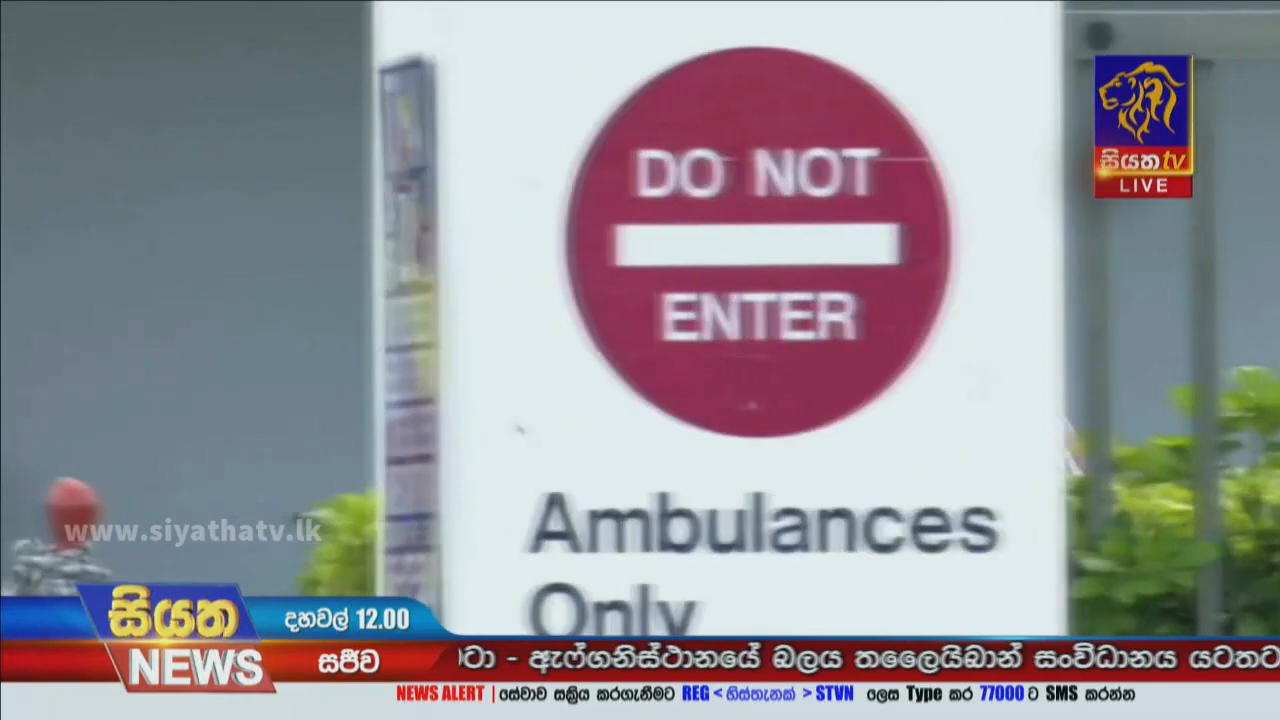 DO NOT
ENTER
Ambulances
Only
සියත tv
LIVE
www.siyathatv.lk
සියත
NEWS
දහවල් 12.00
සජීව
ටා - ඇෆ්ගනිස්ථානයේ බලය තලෛයිබාන් සංවිධානය යටතට
NEWS ALERT | සේවාව සක්‍රිය කරගැනීමට REG < හිස්තැනක් > STVN ලෙස Type කර 77000 ට SMS කරන්න